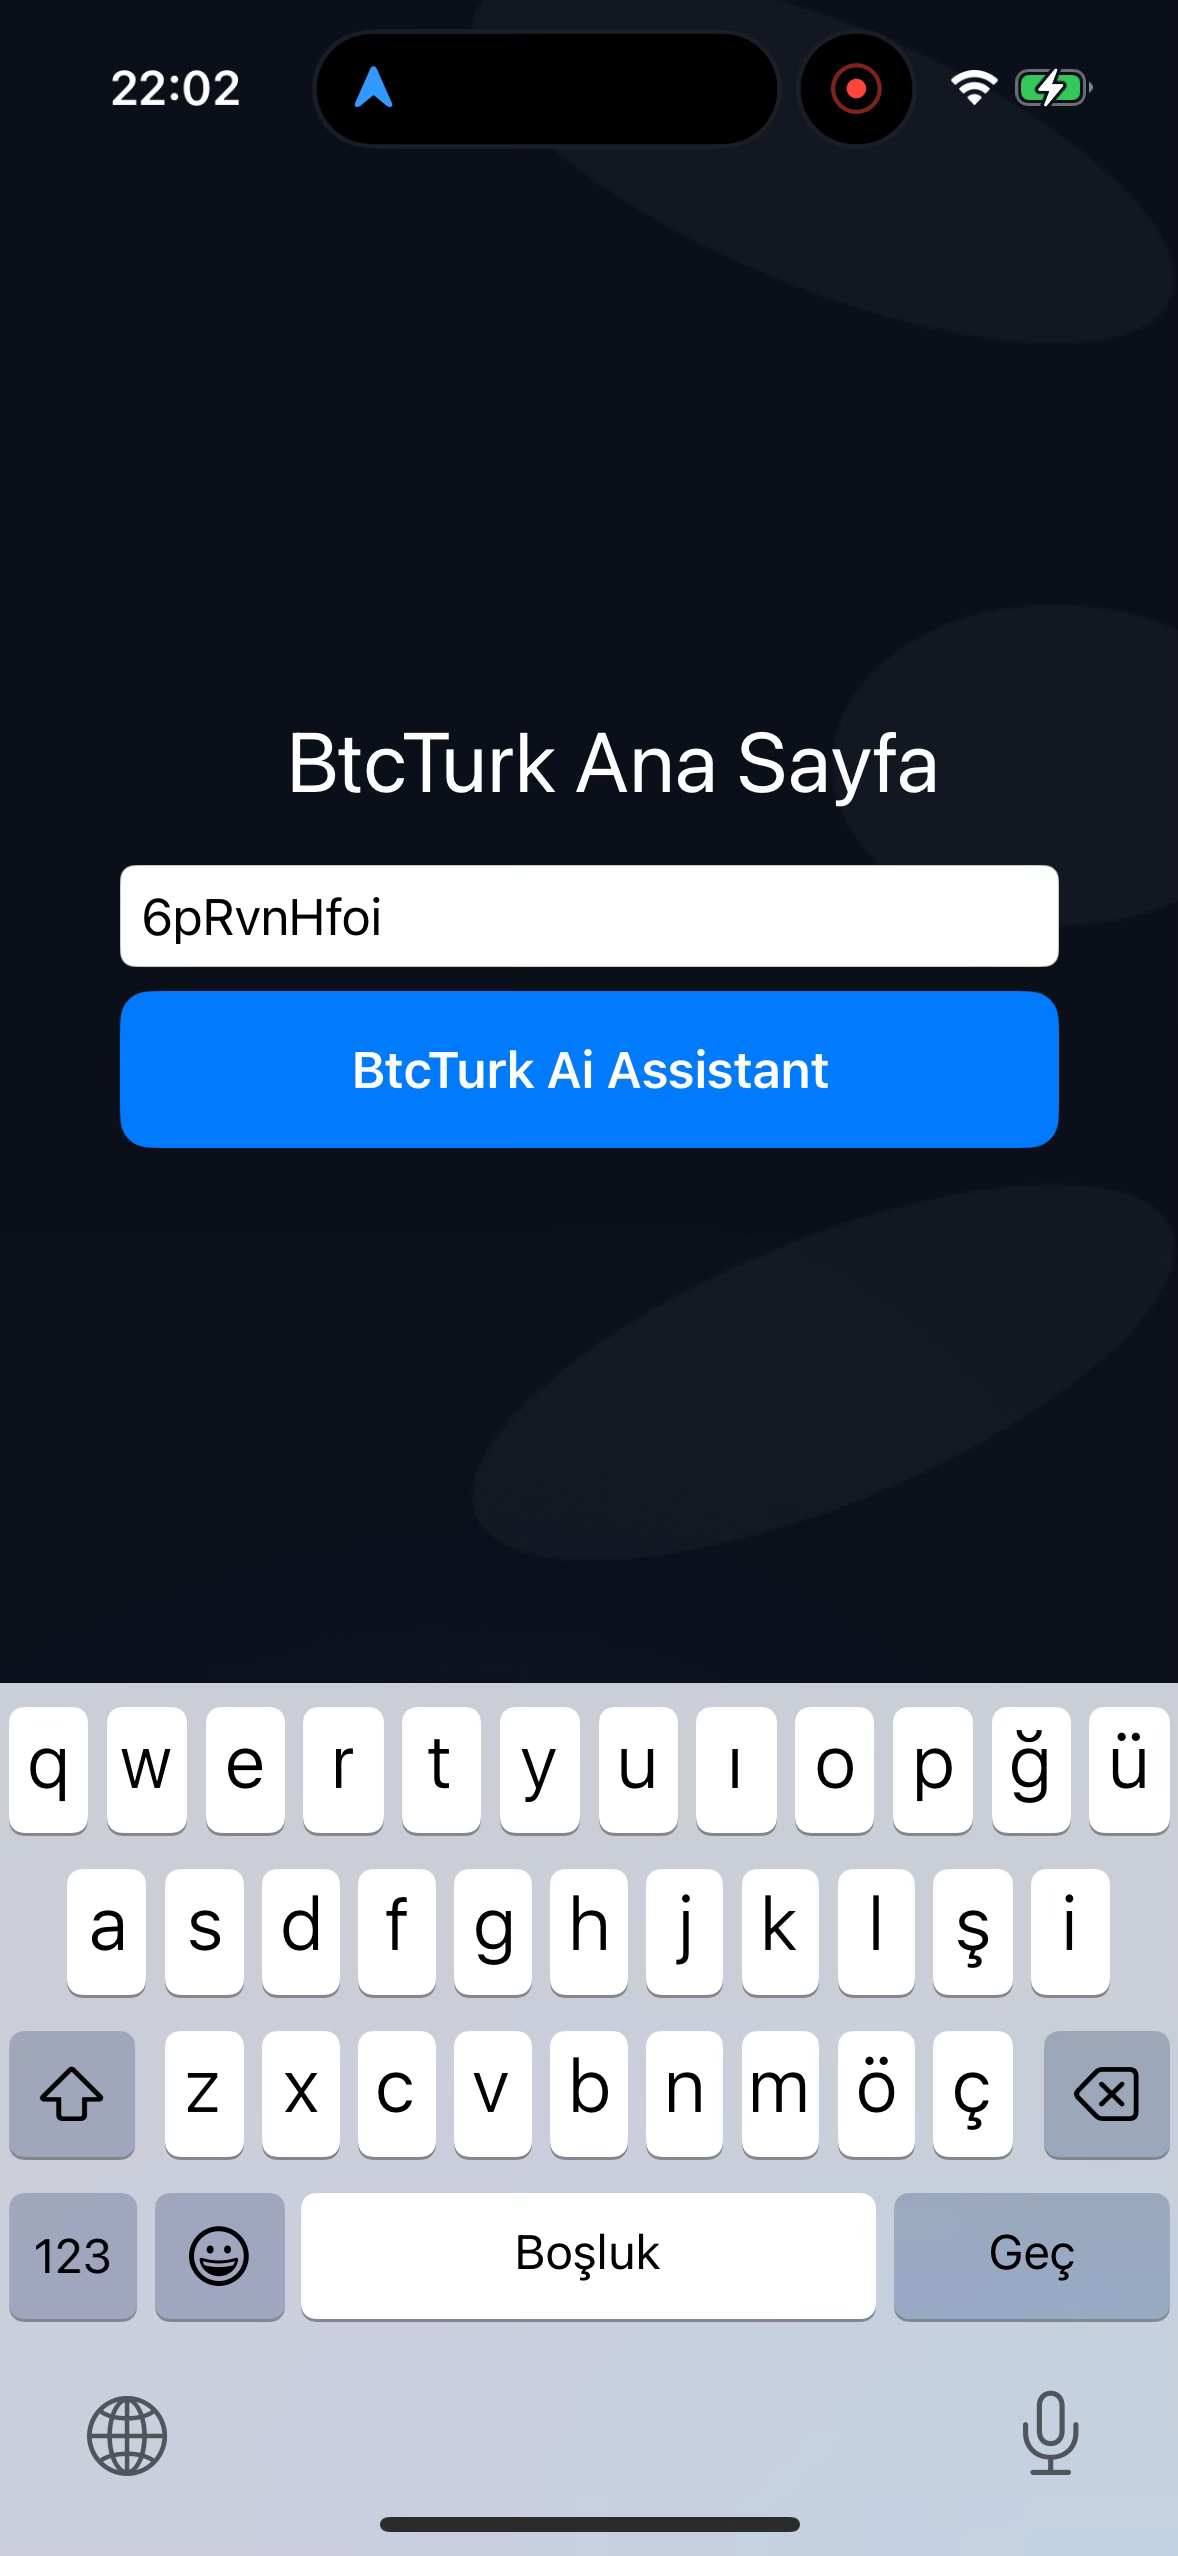 22:02
BtcTurk Ana Sayfa
6pRvnHfoi
BtcTurk Ai Assistant
q w e r t y u ı o p ğ ü
a s d f g h j k l ş i
z x c v b n m ö ç
123 Boşluk Geç